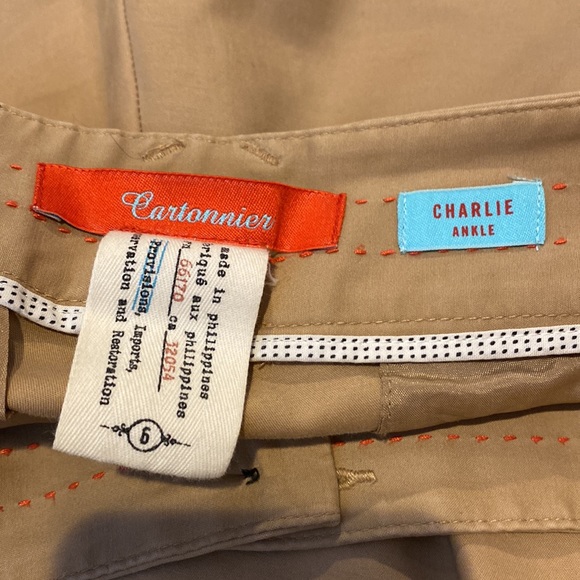 Cartonnier
CHARLIE
ANKLE
made in philippines
riqué aux philippines
n 66170 ca 32054
Provisions, Imports,
ervation and Restoration
6